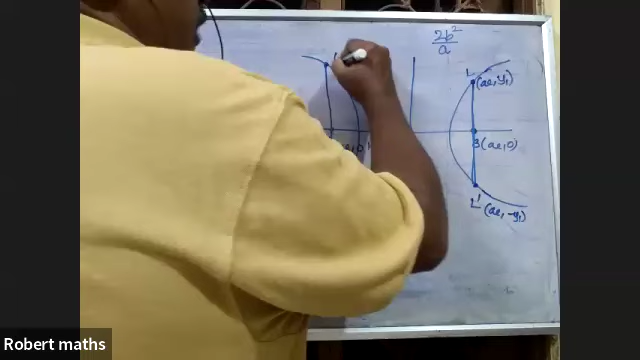 2b²
a
L
(ae, y₁)
S(ae, 0)
L' (ae, -y₁)
Robert maths